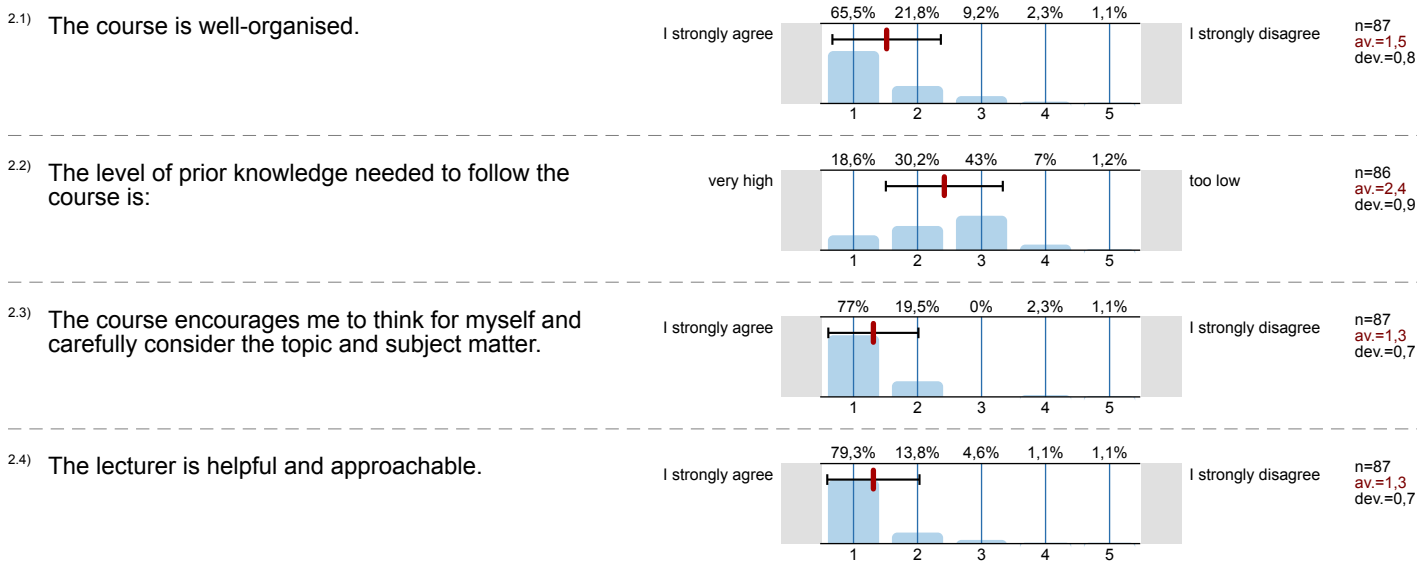 2.1) The course is well-organised.
I strongly agree
65,5% 21,8% 9,2% 2,3% 1,1%
1 2 3 4 5
I strongly disagree
n=87
av.=1,5
dev.=0,8
2.2) The level of prior knowledge needed to follow the
course is:
very high
18,6% 30,2% 43% 7% 1,2%
1 2 3 4 5
too low
n=86
av.=2,4
dev.=0,9
2.3) The course encourages me to think for myself and
carefully consider the topic and subject matter.
I strongly agree
77% 19,5% 0% 2,3% 1,1%
1 2 3 4 5
I strongly disagree
n=87
av.=1,3
dev.=0,7
2.4) The lecturer is helpful and approachable.
I strongly agree
79,3% 13,8% 4,6% 1,1% 1,1%
1 2 3 4 5
I strongly disagree
n=87
av.=1,3
dev.=0,7